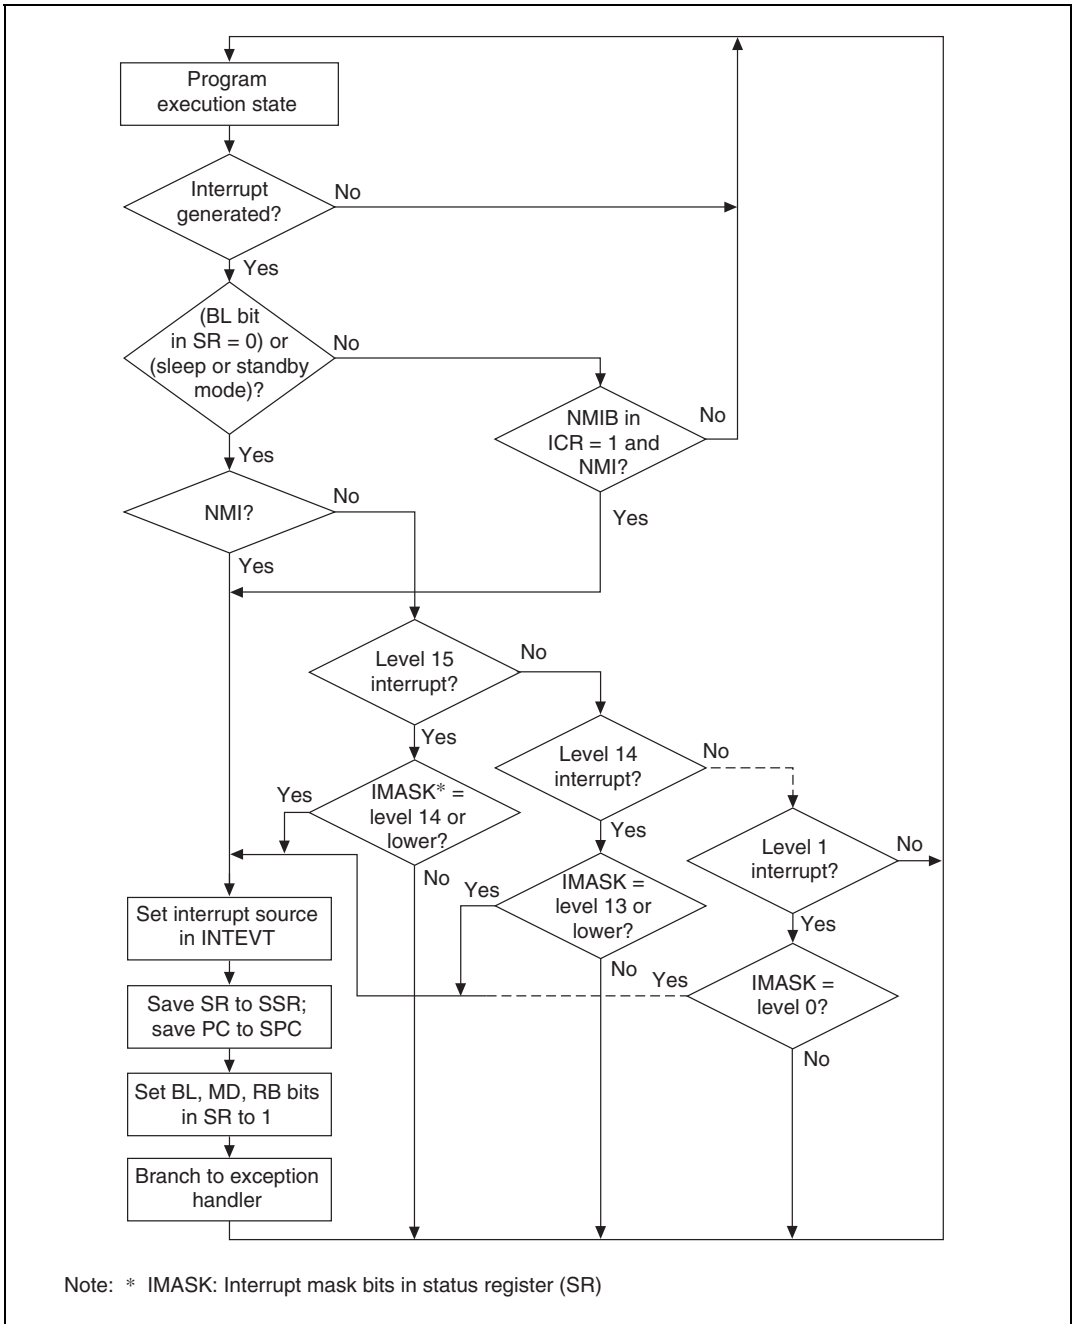 Program
execution state
Interrupt
generated?
No
Yes
(BL bit
in SR = 0) or
(sleep or standby
mode)?
No
Yes
NMIB in
ICR = 1 and
NMI?
No
Yes
NMI?
No
Yes
Level 15
interrupt?
No
Yes
Level 14
interrupt?
No
Yes
IMASK* =
level 14 or
lower?
Yes
No
Level 1
interrupt?
No
Yes
IMASK =
level 13 or
lower?
Yes
No
IMASK =
level 0?
Yes
No
Set interrupt source
in INTEVT
Save SR to SSR;
save PC to SPC
Set BL, MD, RB bits
in SR to 1
Branch to exception
handler
Note: * IMASK: Interrupt mask bits in status register (SR)